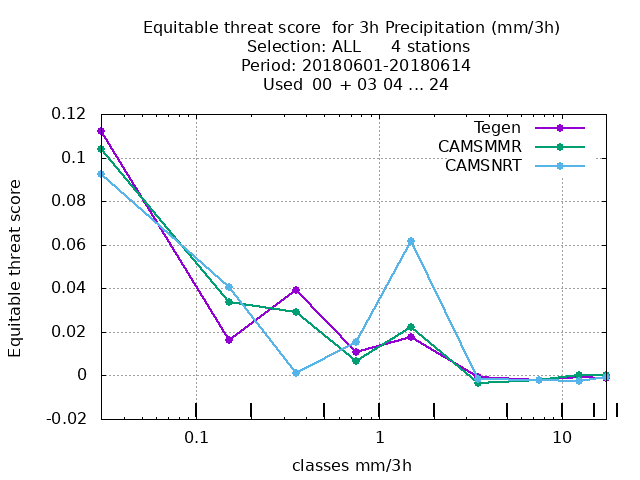 Equitable threat score  for 3h Precipitation (mm/3h)
Selection: ALL      4 stations
Period: 20180601-20180614
Used  00  + 03 04 ... 24
Tegen
CAMSMMR
CAMSNRT
0.12
0.1
0.08
0.06
0.04
0.02
0
-0.02
Equitable threat score
0.1 1 10
classes mm/3h